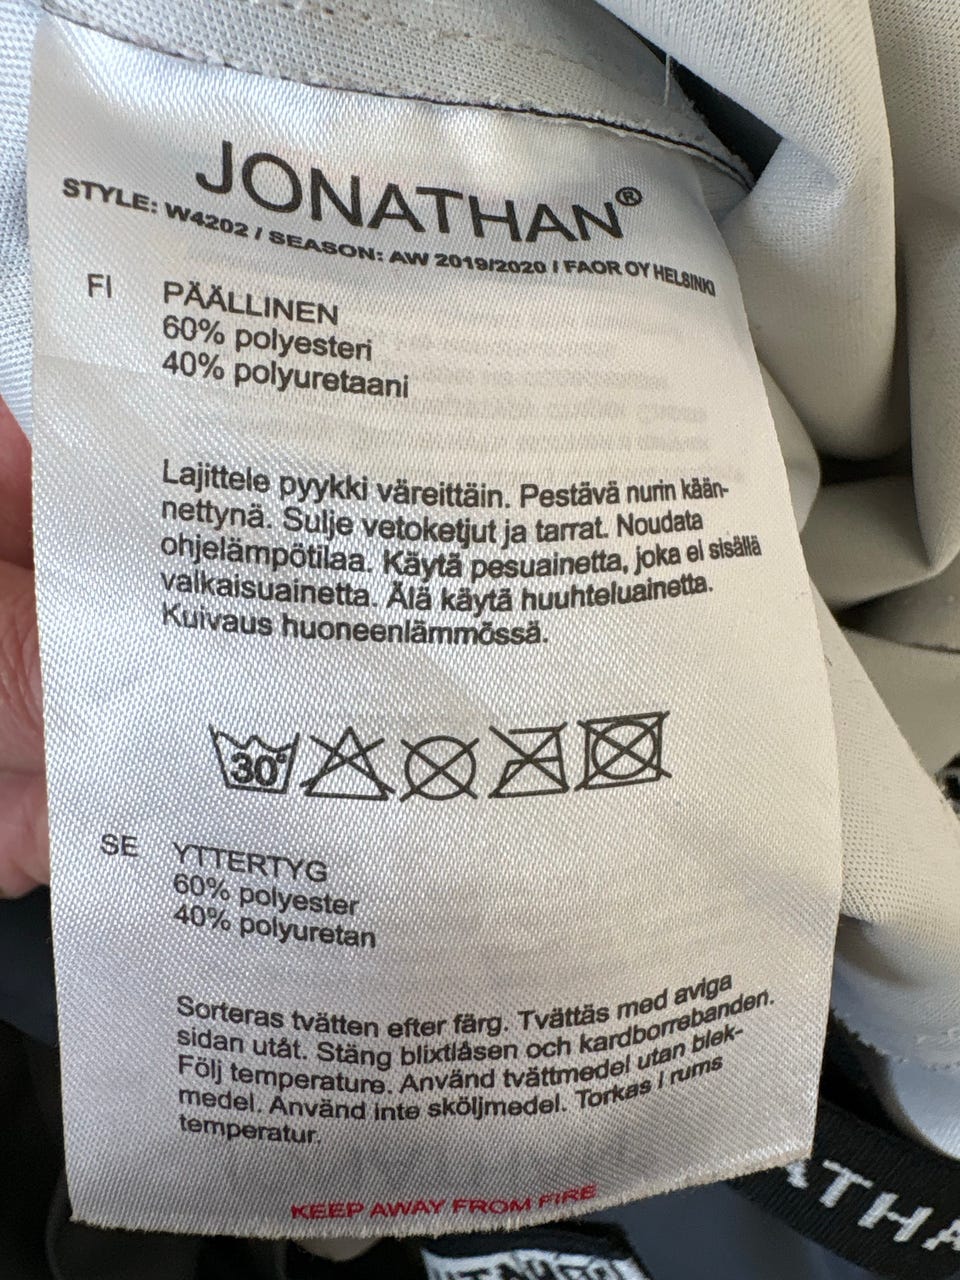 JONATHAN®
STYLE: W4202 / SEASON: AW 2019/2020 / FAOR OY HELSINKI
FI PÄÄLLINEN
60% polyesteri
40% polyuretaani
Lajittele pyykki väreittäin. Pestävä nurin kään-
nettynä. Sulje vetoketjut ja tarrat. Noudata
ohjelämpötilaa. Käytä pesuainetta, joka ei sisällä
valkaisuainetta. Älä käytä huuhteluainetta.
Kuivaus huoneenlämmössä.
30°
SE YTTERTYG
60% polyester
40% polyuretan
Sorteras tvätten efter färg. Tvättäs med aviga
sidan utåt. Stäng blixtlåsen och kardborrebanden.
Följ temperature. Använd tvättmedel utan blek-
medel. Använd inte sköljmedel. Torkas i rums
temperatur.
KEEP AWAY FROM FIRE
ATHA